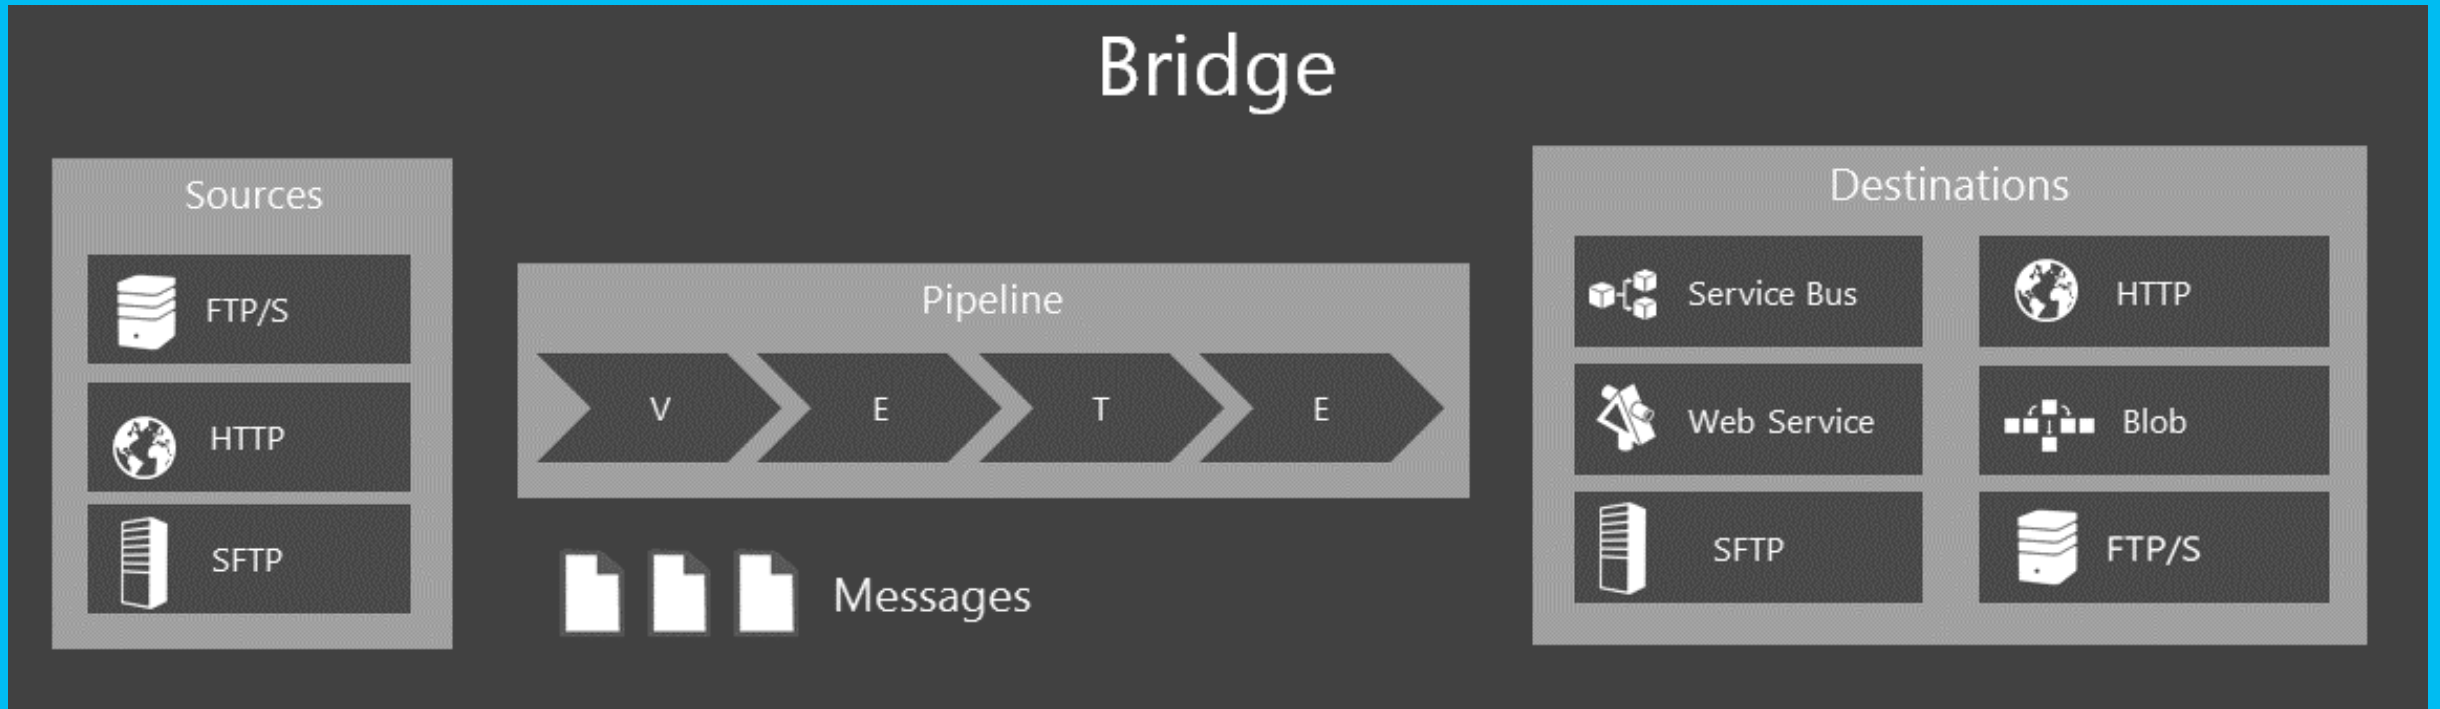 Bridge
Sources
FTP/S
HTTP
SFTP
Pipeline
V E T E
Messages
Destinations
Service Bus
HTTP
Web Service
Blob
SFTP
FTP/S